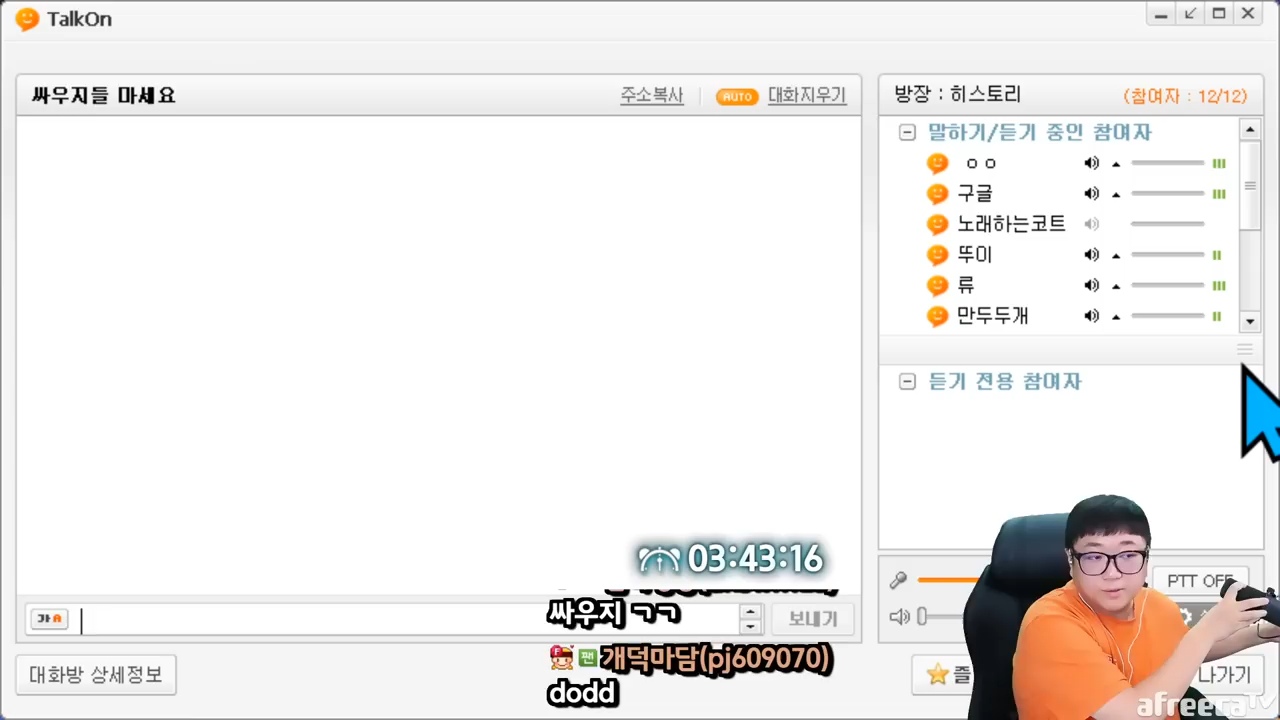 TalkOn
싸우지들 마세요
주소복사
AUTO 대화지우기
방장 : 히스토리
(참여자 : 12/12)
말하기/듣기 중인 참여자
ㅇㅇ
구글
노래하는코트
뚜이
류
만두두개
듣기 전용 참여자
03:43:16
싸우지 ㄱㄱ
개덕마담(pj609070)
dodd
가A
보내기
PTT OFF
대화방 상세정보
즐
나가기
afreecaTV